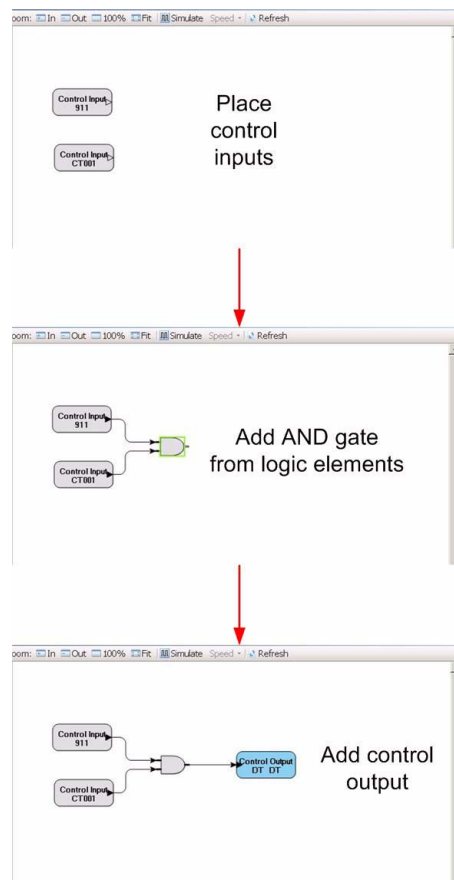 oom: In Out 100% Fit Simulate Speed Refresh
Control Input
911
Control Input
CT001
Place
control
inputs
oom: In Out 100% Fit Simulate Speed Refresh
Control Input
911
Control Input
CT001
Add AND gate
from logic elements
oom: In Out 100% Fit Simulate Speed Refresh
Control Input
911
Control Input
CT001
Control Output
DT DT
Add control
output